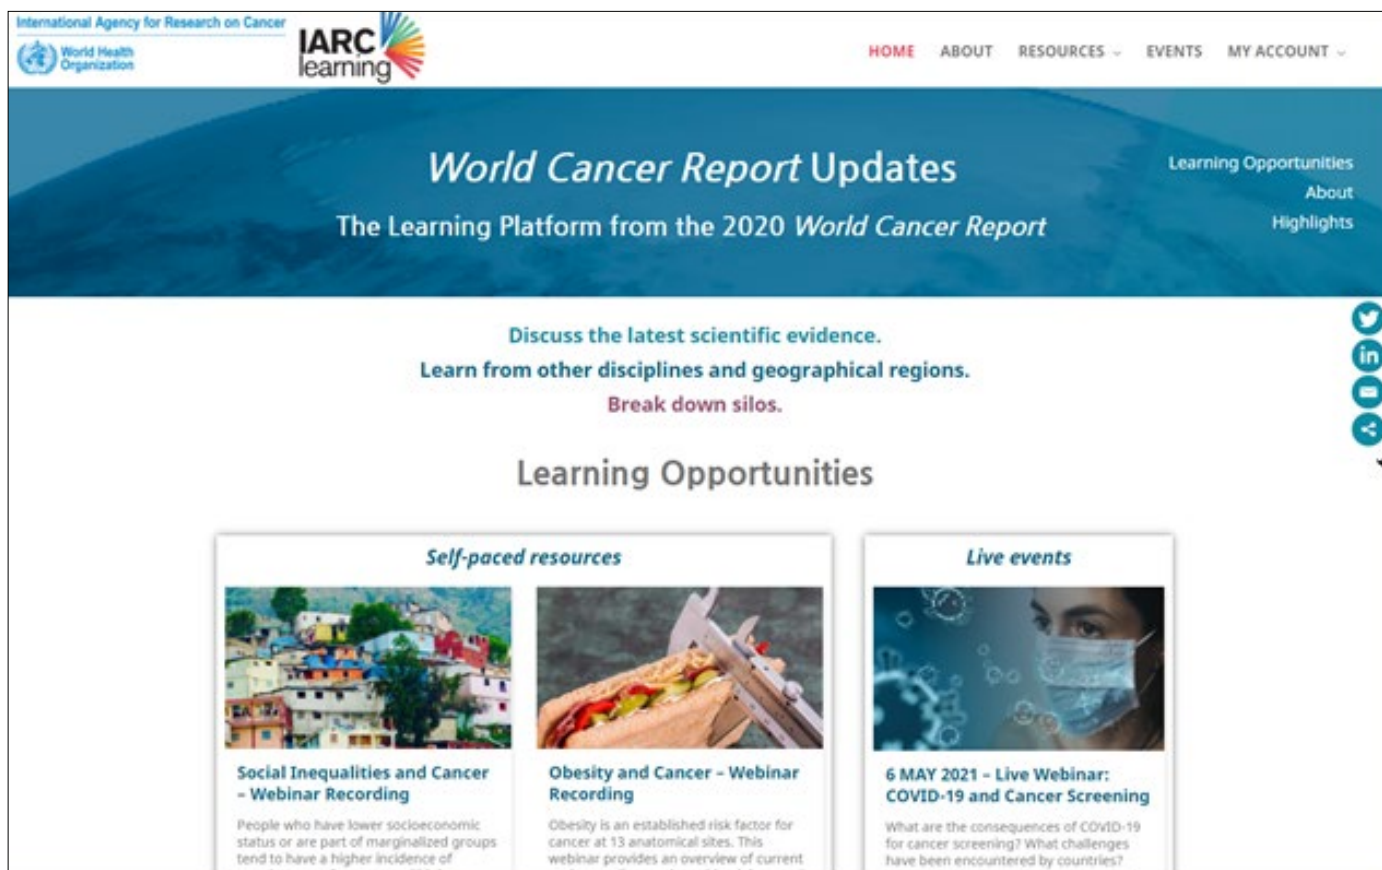 International Agency for Research on Cancer
World Health
Organization
IARC
learning
HOME ABOUT RESOURCES EVENTS MY ACCOUNT
World Cancer Report Updates
The Learning Platform from the 2020 World Cancer Report
Learning Opportunities
About
Highlights
Discuss the latest scientific evidence.
Learn from other disciplines and geographical regions.
Break down silos.
in
Learning Opportunities
Self-paced resources
Social Inequalities and Cancer
– Webinar Recording
People who have lower socioeconomic
status or are part of marginalized groups
tend to have a higher incidence of
Obesity and Cancer – Webinar
Recording
Obesity is an established risk factor for
cancer at 13 anatomical sites. This
webinar provides an overview of current
Live events
6 MAY 2021 – Live Webinar:
COVID-19 and Cancer Screening
What are the consequences of COVID-19
for cancer screening? What challenges
have been encountered by countries?